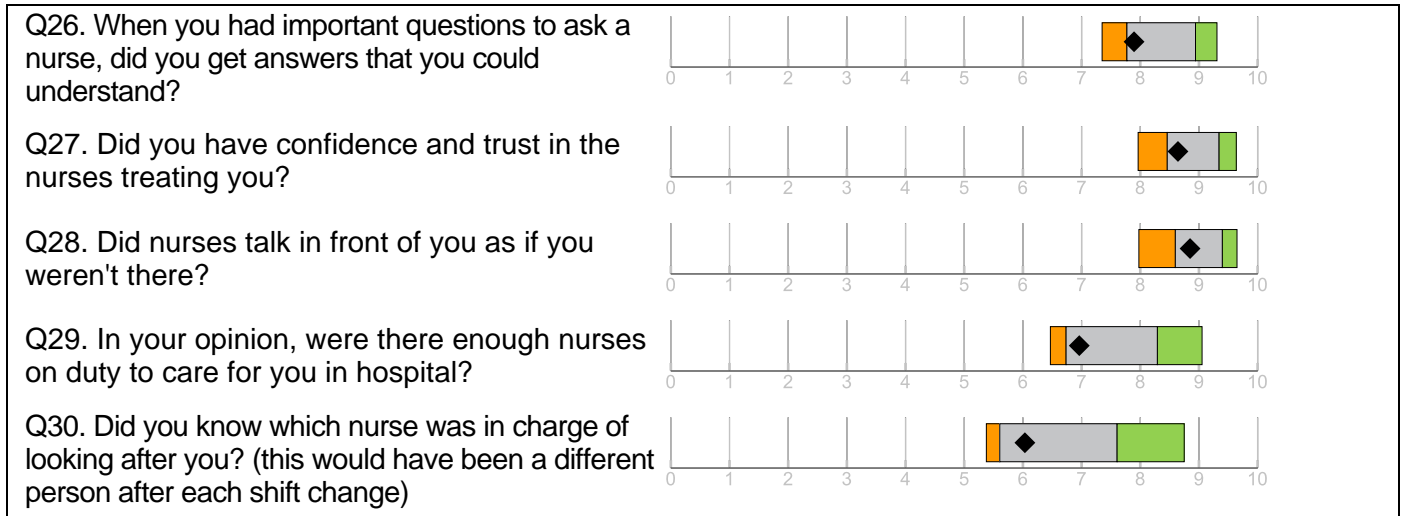 Q26. When you had important questions to ask a
nurse, did you get answers that you could
understand?
0 1 2 3 4 5 6 7 8 9 10
Q27. Did you have confidence and trust in the
nurses treating you?
0 1 2 3 4 5 6 7 8 9 10
Q28. Did nurses talk in front of you as if you
weren't there?
0 1 2 3 4 5 6 7 8 9 10
Q29. In your opinion, were there enough nurses
on duty to care for you in hospital?
0 1 2 3 4 5 6 7 8 9 10
Q30. Did you know which nurse was in charge of
looking after you? (this would have been a different
person after each shift change)
0 1 2 3 4 5 6 7 8 9 10